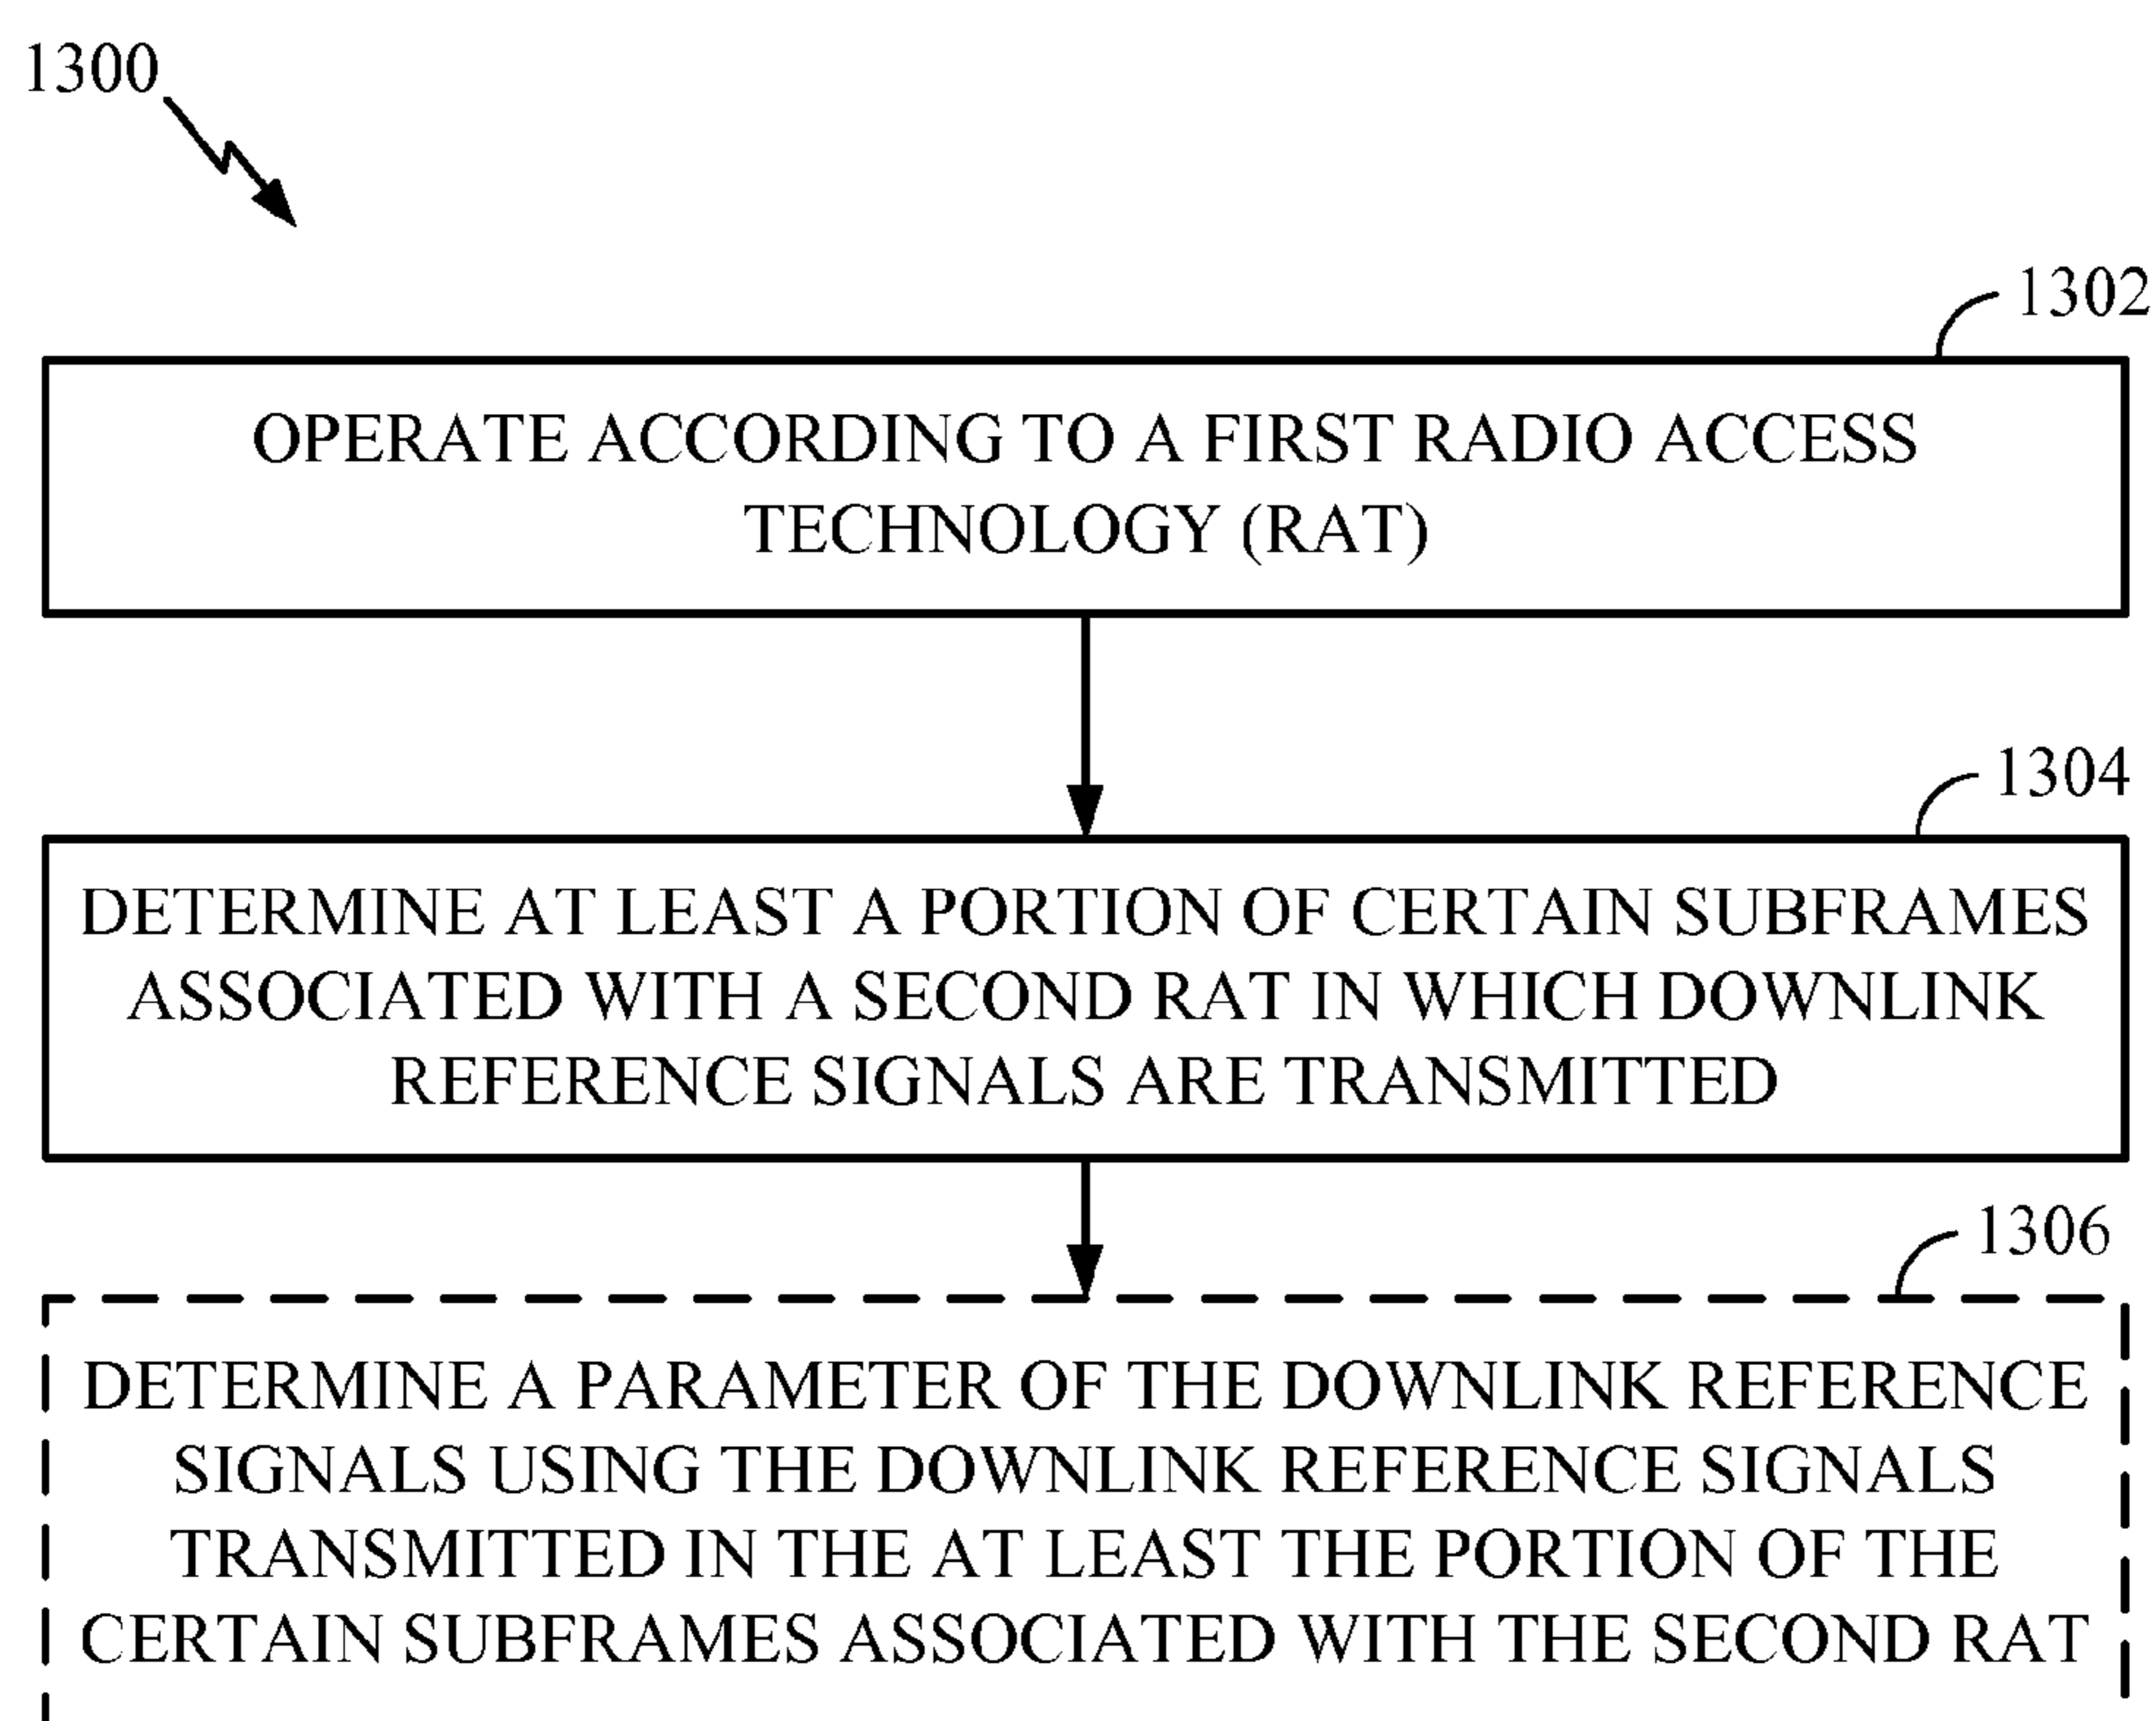 1300
1302
OPERATE ACCORDING TO A FIRST RADIO ACCESS
TECHNOLOGY (RAT)
1304
DETERMINE AT LEAST A PORTION OF CERTAIN SUBFRAMES
ASSOCIATED WITH A SECOND RAT IN WHICH DOWNLINK
REFERENCE SIGNALS ARE TRANSMITTED
1306
DETERMINE A PARAMETER OF THE DOWNLINK REFERENCE
SIGNALS USING THE DOWNLINK REFERENCE SIGNALS
TRANSMITTED IN THE AT LEAST THE PORTION OF THE
CERTAIN SUBFRAMES ASSOCIATED WITH THE SECOND RAT